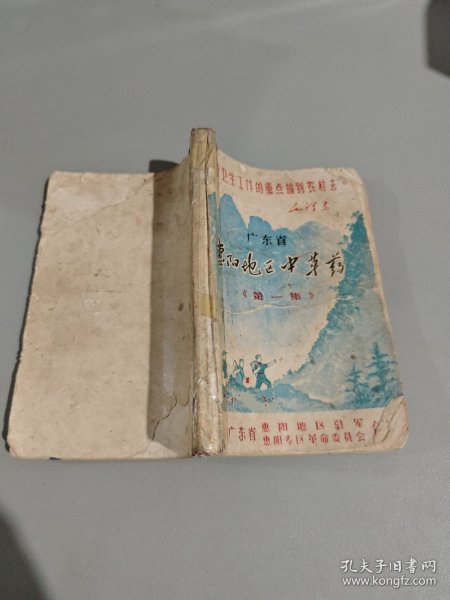 卫生工作的重点放到农村去
毛泽东
广东省
惠阳地区中草药
《第一集》
广东省惠阳地区驻军
惠阳专区革命委员会
孔夫子旧书网
www.kongfz.com